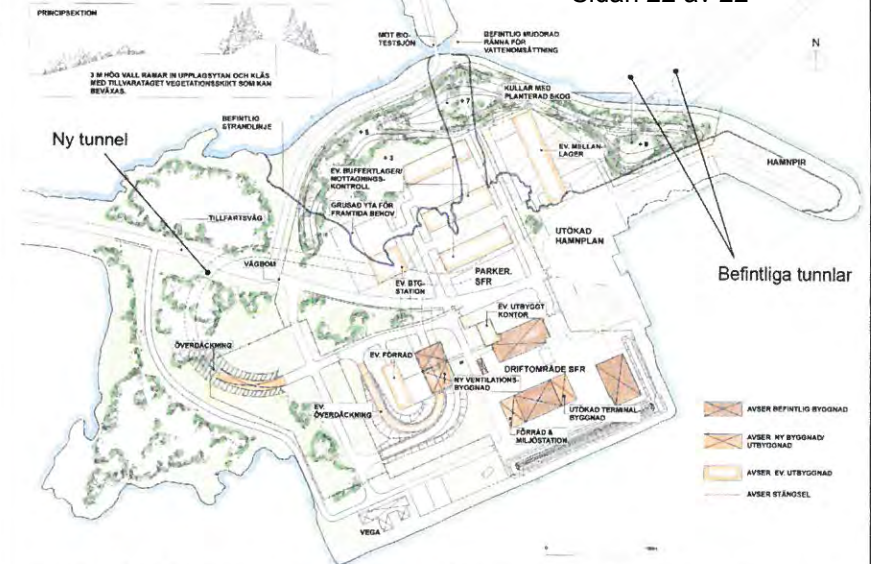 Sidan 22 av 22
PRINCIPSEKTION
3 M HÖG VALL RAMAR IN UPPLAGSYTAN OCH KLÄS
MED TILLVARATAGET VEGETATIONSSKIKT SOM KAN
BEVÄXAS.
MOT BIO-
TESTSJÖN
BEFINTLIG MUDDRAD
RÄNNA FÖR
VATTENOMSÄTTNING
N
BEFINTLIG
STRANDLINJE
Ny tunnel
KULLAR MED
PLANTERAD SKOG
EV. MELLAN-
LAGER
HAMNPIR
EV. BUFFERTLAGER/
MOTTAGNINGS-
KONTROLL
GRUSAD YTA FÖR
FRAMTIDA BEHOV
TILLFARTSVÄG
UTÖKAD
HAMNPLAN
VÄGBOM
PARKER.
SFR
Befintliga tunnlar
EV. BTG-
STATION
EV. UTBYGGT
KONTOR
ÖVERDÄCKNING
EV. FÖRRÅD
DRIFTOMRÅDE SFR
NY VENTILATIONS-
BYGGNAD
EV.
ÖVERDÄCKNING
UTÖKAD TERMINAL-
BYGGNAD
FÖRRÅD &
MILJÖSTATION
VEGA
AVSER BEFINTLIG BYGGNAD
AVSER NY BYGGNAD/
UTBYGGNAD
AVSER EV. UTBYGGNAD
AVSER STÄNGSEL